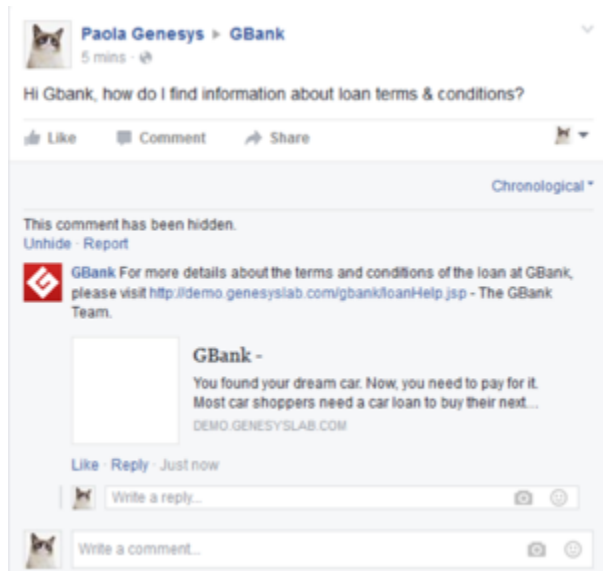 Paola Genesys ▸ GBank
5 mins ·
Hi Gbank, how do I find information about loan terms & conditions?
Like Comment Share
Chronological
This comment has been hidden.
Unhide · Report
GBank For more details about the terms and conditions of the loan at GBank,
please visit http://demo.genesyslab.com/gbank/loanHelp.jsp - The GBank
Team.
GBank -
You found your dream car. Now, you need to pay for it.
Most car shoppers need a car loan to buy their next...
DEMO.GENESYSLAB.COM
Like · Reply · Just now
Write a reply...
Write a comment...